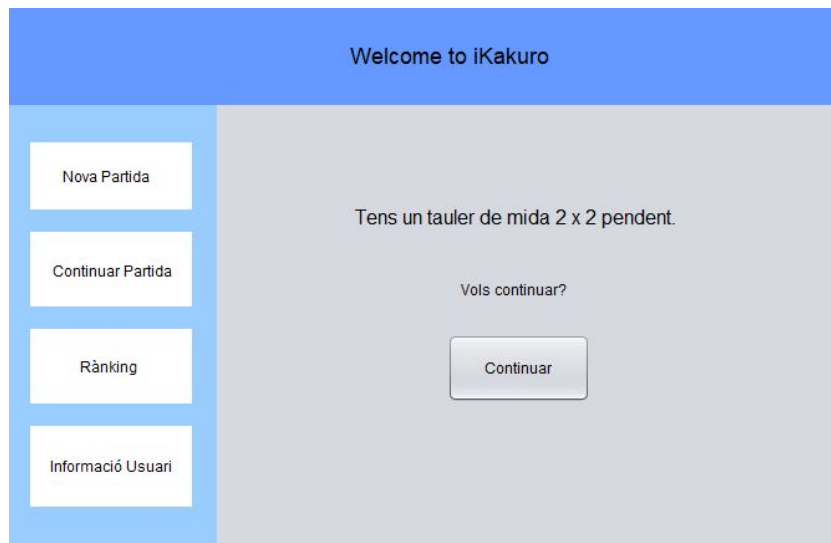 Welcome to iKakuro
Nova Partida
Continuar Partida
Rànking
Informació Usuari
Tens un tauler de mida 2 x 2 pendent.
Vols continuar?
Continuar